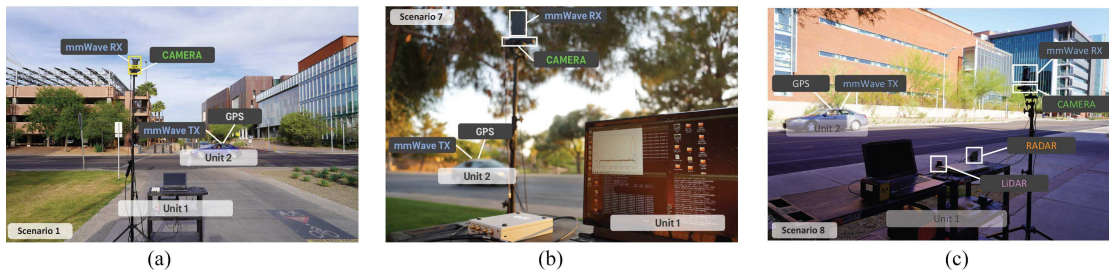 mmWave RX
CAMERA
GPS
mmWave TX
Unit 2
Unit 1
Scenario 1
(a)
Scenario 7
mmWave RX
CAMERA
GPS
mmWave TX
Unit 2
Unit 1
(b)
mmWave RX
GPS
mmWave TX
CAMERA
Unit 2
RADAR
LiDAR
Unit 1
Scenario 8
(c)